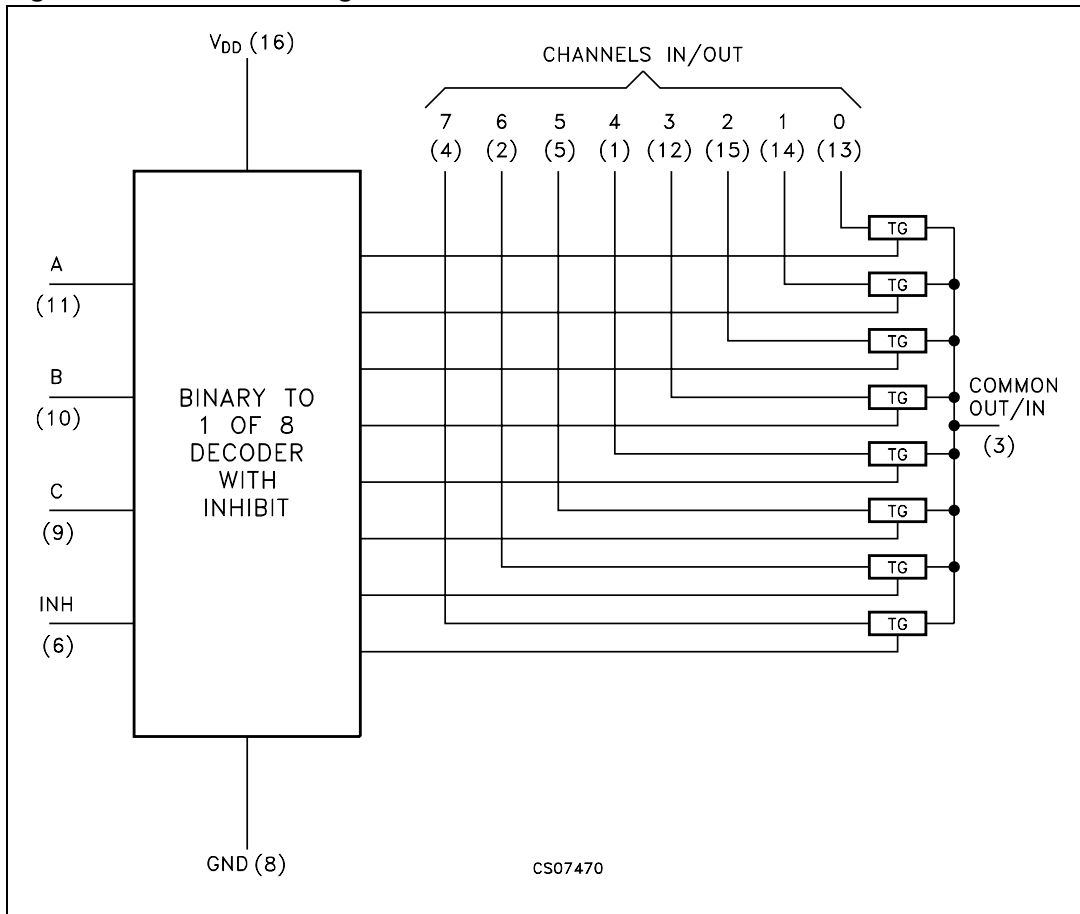 V_DD (16)
CHANNELS IN/OUT
7 6 5 4 3 2 1 0
(4) (2) (5) (1) (12) (15) (14) (13)
TG
A
(11)
TG
TG
B
(10)
TG
COMMON
OUT/IN
(3)
BINARY TO
1 OF 8
DECODER
WITH
INHIBIT
TG
C
(9)
TG
TG
INH
(6)
TG
GND (8)
CS07470